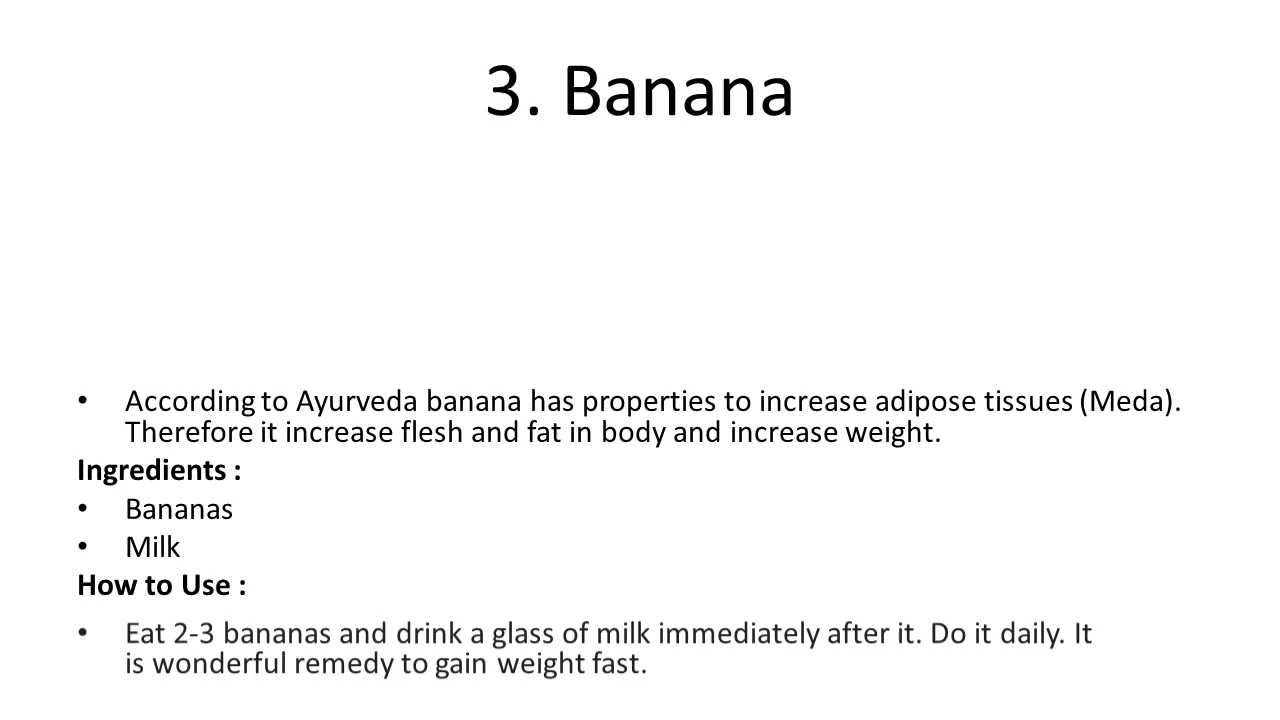 3. Banana
• According to Ayurveda banana has properties to increase adipose tissues (Meda).
Therefore it increase flesh and fat in body and increase weight.
Ingredients :
• Bananas
• Milk
How to Use :
• Eat 2-3 bananas and drink a glass of milk immediately after it. Do it daily. It
is wonderful remedy to gain weight fast.